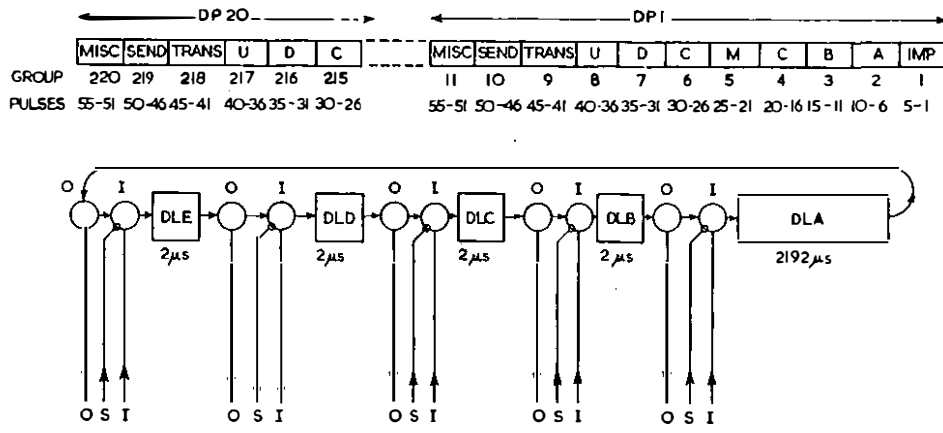 DP 20 DP 1
MISC SEND TRANS U D C MISC SEND TRANS U D C M C B A IMP
GROUP 220 219 218 217 216 215 11 10 9 8 7 6 5 4 3 2 1
PULSES 55-51 50-46 45-41 40-36 35-31 30-26 55-51 50-46 45-41 40-36 35-31 30-26 25-21 20-16 15-11 10-6 5-1
O I O I O I O I O I
DLE DLD DLC DLB DLA
2μs 2μs 2μs 2μs 2192μs
O S I O S I O S I O S I O S I